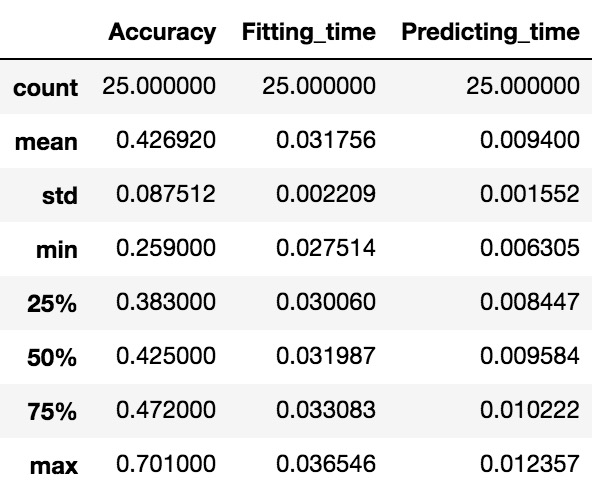 Accuracy Fitting_time Predicting_time
count 25.000000 25.000000 25.000000
mean 0.426920 0.031756 0.009400
std 0.087512 0.002209 0.001552
min 0.259000 0.027514 0.006305
25% 0.383000 0.030060 0.008447
50% 0.425000 0.031987 0.009584
75% 0.472000 0.033083 0.010222
max 0.701000 0.036546 0.012357